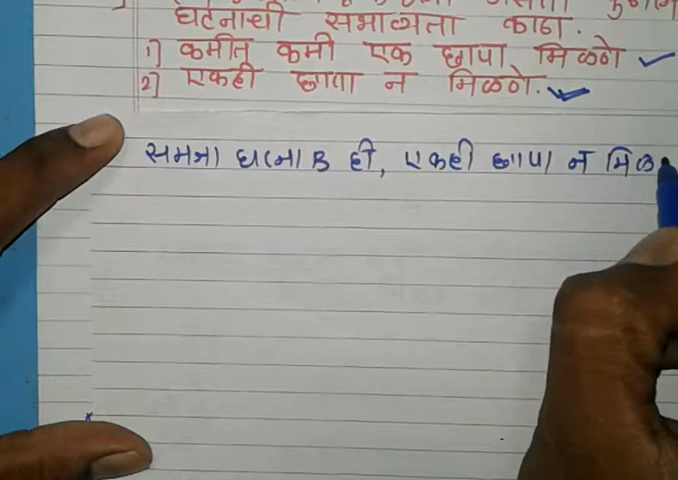 घटनांची संभाव्यता काढा.
1) कमीत कमी एक छापा मिळणे
2) एकही छापा न मिळणे.
समजा घटना B ही, एकही छापा न मिळ